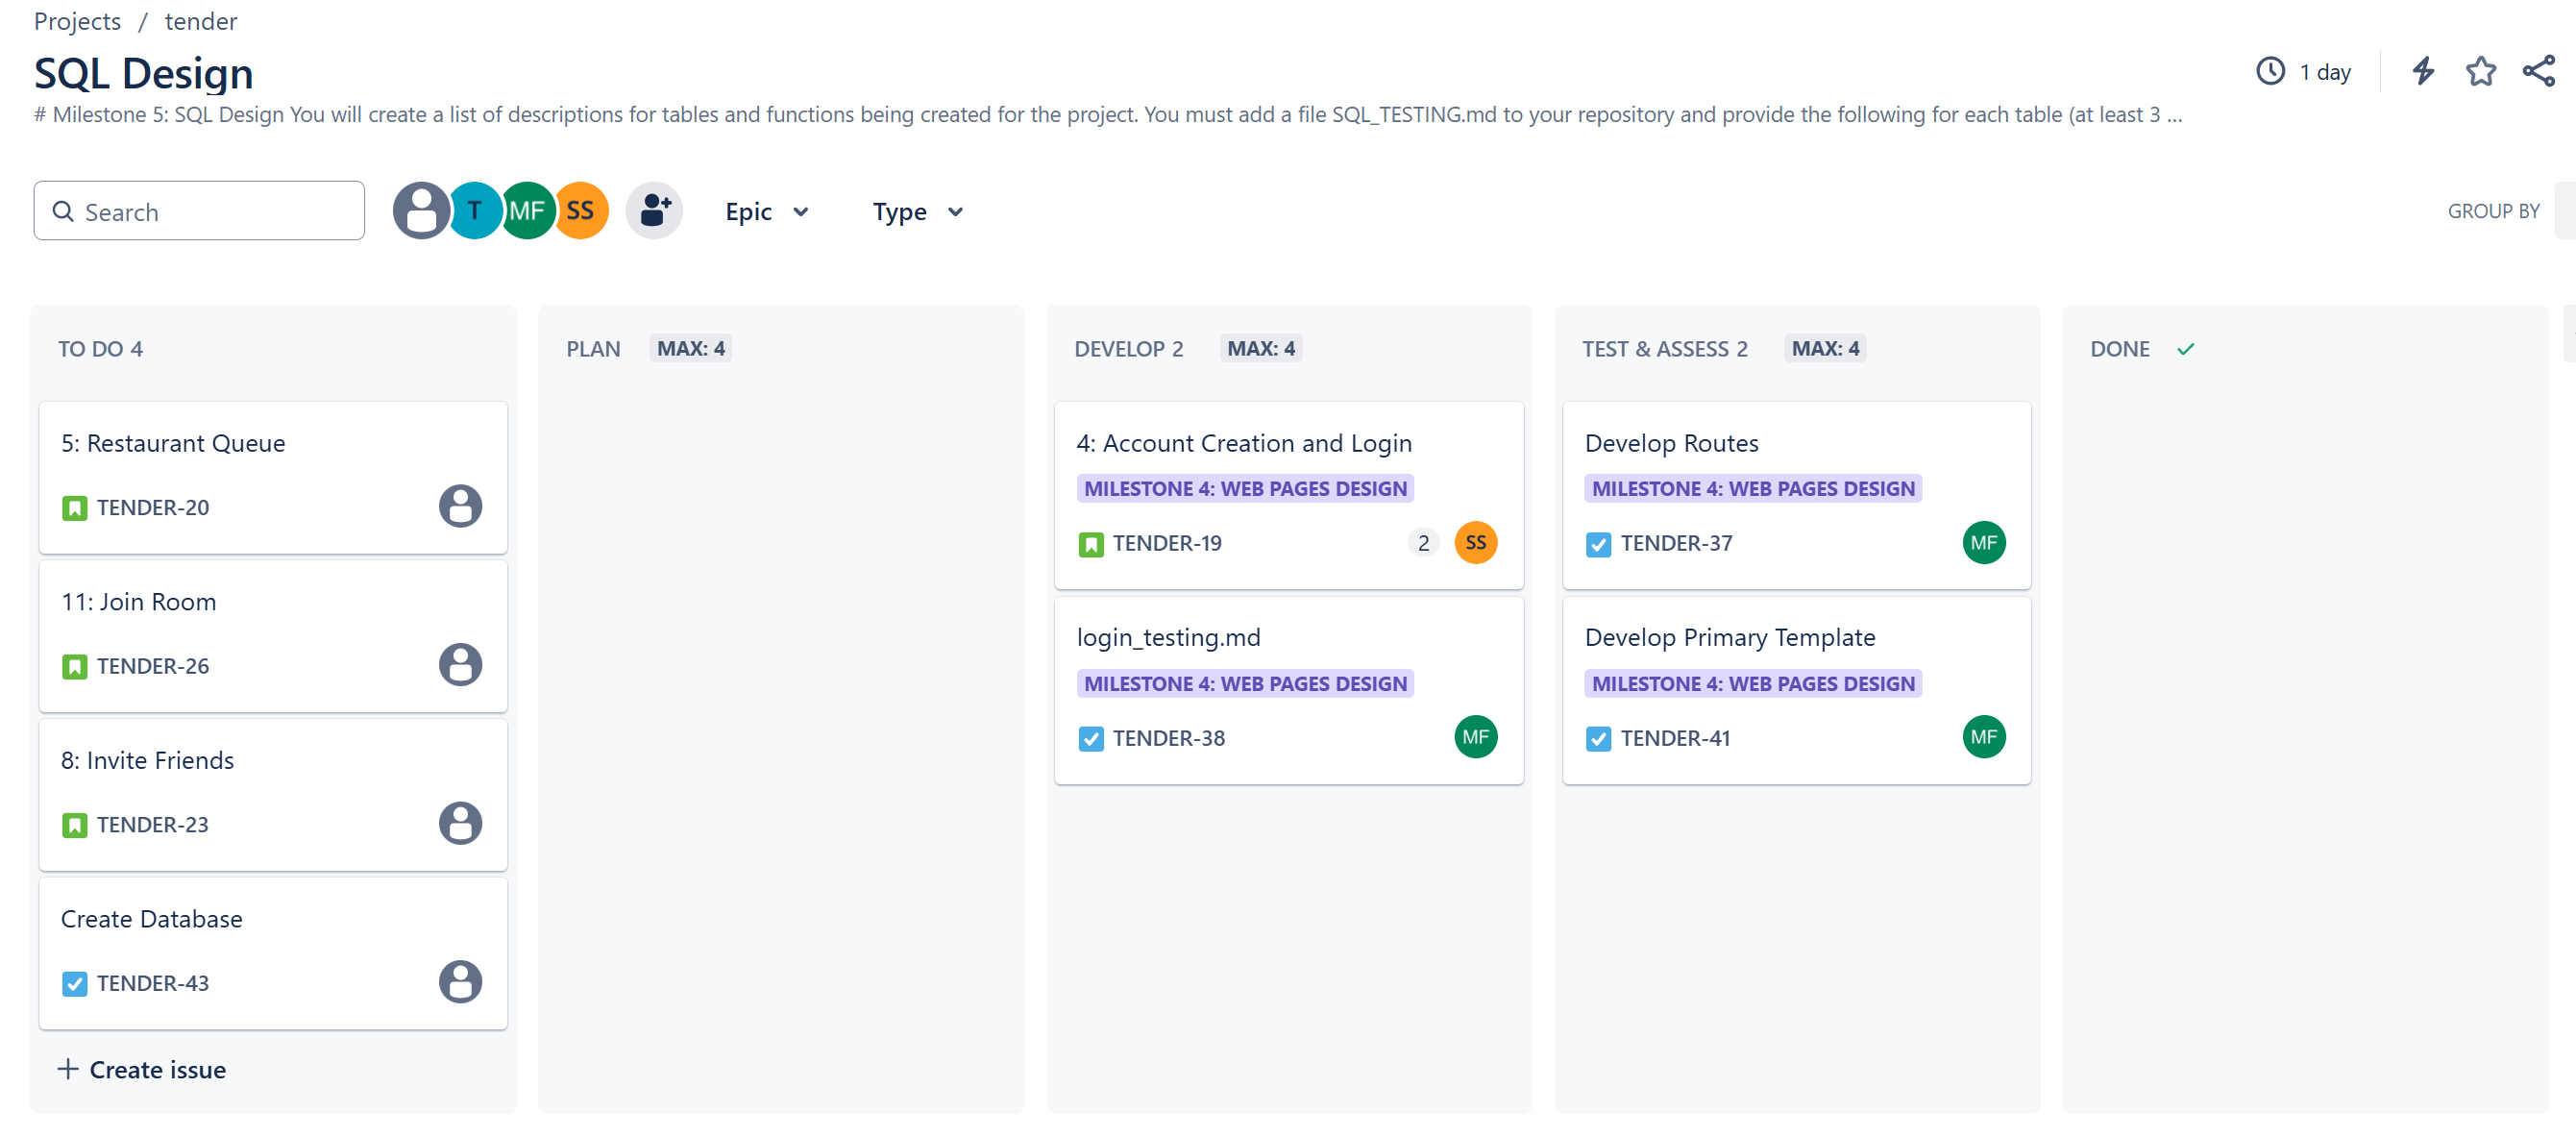 Projects / tender
SQL Design
1 day
# Milestone 5: SQL Design You will create a list of descriptions for tables and functions being created for the project. You must add a file SQL_TESTING.md to your repository and provide the following for each table (at least 3 ...
Search
T MF SS
Epic
Type
GROUP BY
TO DO 4
5: Restaurant Queue
TENDER-20
11: Join Room
TENDER-26
8: Invite Friends
TENDER-23
Create Database
TENDER-43
+ Create issue
PLAN MAX: 4
DEVELOP 2 MAX: 4
4: Account Creation and Login
MILESTONE 4: WEB PAGES DESIGN
TENDER-19 2 SS
login_testing.md
MILESTONE 4: WEB PAGES DESIGN
TENDER-38 MF
TEST & ASSESS 2 MAX: 4
Develop Routes
MILESTONE 4: WEB PAGES DESIGN
TENDER-37 MF
Develop Primary Template
MILESTONE 4: WEB PAGES DESIGN
TENDER-41 MF
DONE